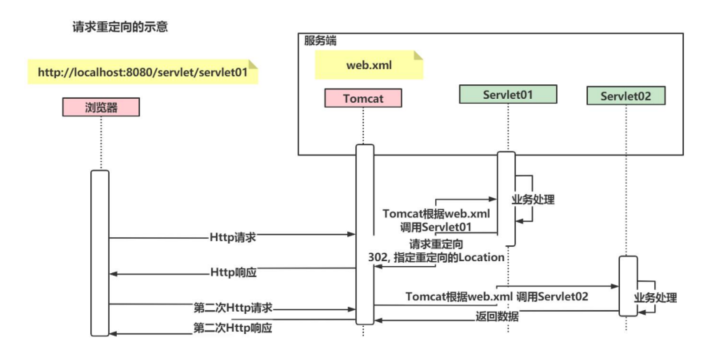 请求重定向的示意
服务端
http://localhost:8080/servlet/servlet01
web.xml
浏览器
Tomcat
Servlet01
Servlet02
业务处理
Tomcat根据web.xml
调用Servlet01
Http请求
请求重定向
302, 指定重定向的Location
Http响应
Tomcat根据web.xml 调用Servlet02
业务处理
第二次Http请求
返回数据
第二次Http响应